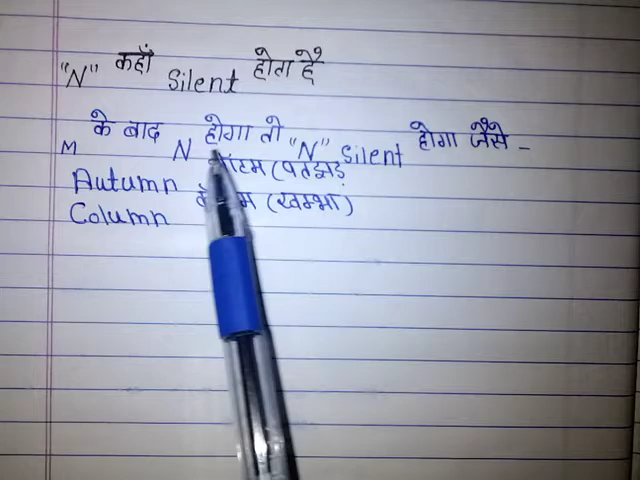 "N" कहाँ Silent होता है
M के बाद N होगा तो "N" Silent होगा जैसे -
Autumn (पतझड़
Column (खम्भा)